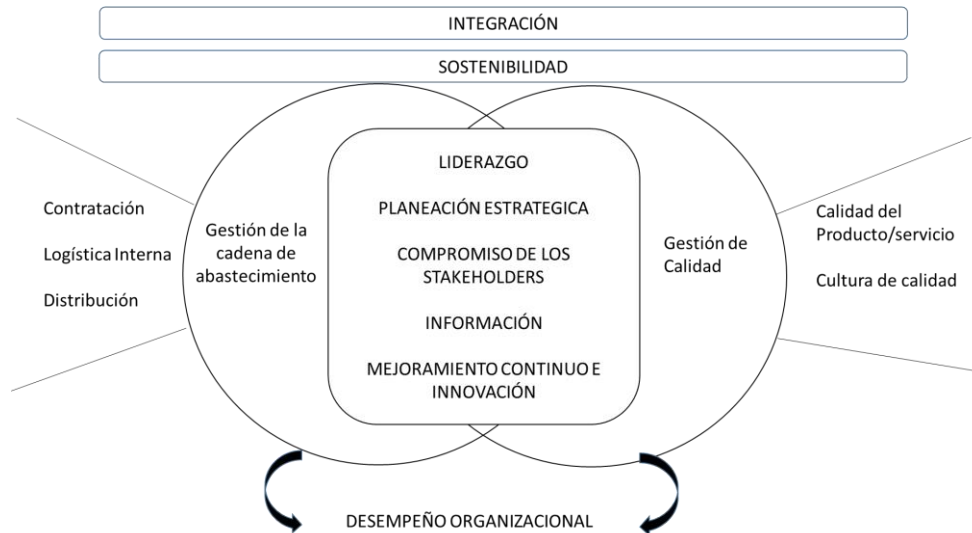 INTEGRACIÓN
SOSTENIBILIDAD
Contratación
Logística Interna
Distribución
Gestión de la
cadena de
abastecimiento
LIDERAZGO
PLANEACIÓN ESTRATEGICA
COMPROMISO DE LOS
STAKEHOLDERS
INFORMACIÓN
MEJORAMIENTO CONTINUO E
INNOVACIÓN
Gestión de
Calidad
Calidad del
Producto/servicio
Cultura de calidad
DESEMPEÑO ORGANIZACIONAL